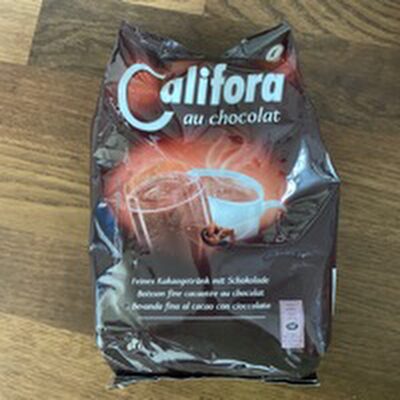 Califora
au chocolat
Feines Kakaogetränk mit Schokolade
Boisson fine cacaotée au chocolat
Bevanda fina al cacao con cioccolato